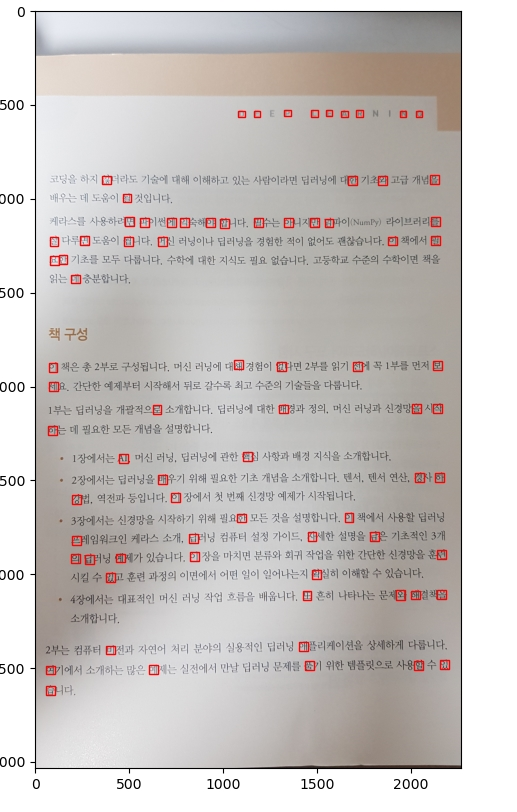 0
500
000
500
000
500
000
500
000
E N I
코딩을 하지 않더라도 기술에 대해 이해하고 있는 사람이라면 딥러닝에 대한 기초와 고급 개념을
배우는 데 도움이 될 것입니다.
케라스를 사용하려면 파이썬에 익숙해야 합니다. 필수는 아니지만 넘파이(NumPy) 라이브러리를
잘 다루면 도움이 됩니다. 머신 러닝이나 딥러닝을 경험한 적이 없어도 괜찮습니다. 이 책에서 필
요한 기초를 모두 다룹니다. 수학에 대한 지식도 필요 없습니다. 고등학교 수준의 수학이면 책을
읽는 데 충분합니다.
책 구성
이 책은 총 2부로 구성됩니다. 머신 러닝에 대해 경험이 없다면 2부를 읽기 전에 꼭 1부를 먼저 보
세요. 간단한 예제부터 시작해서 뒤로 갈수록 최고 수준의 기술들을 다룹니다.
1부는 딥러닝을 개괄적으로 소개합니다. 딥러닝에 대한 배경과 정의, 머신 러닝과 신경망을 시작
하는 데 필요한 모든 개념을 설명합니다.
• 1장에서는 AI, 머신 러닝, 딥러닝에 관한 핵심 사항과 배경 지식을 소개합니다.
• 2장에서는 딥러닝을 배우기 위해 필요한 기초 개념을 소개합니다. 텐서, 텐서 연산, 경사 하
강법, 역전파 등입니다. 이 장에서 첫 번째 신경망 예제가 시작됩니다.
• 3장에서는 신경망을 시작하기 위해 필요한 모든 것을 설명합니다. 이 책에서 사용할 딥러닝
프레임워크인 케라스 소개, 딥러닝 컴퓨터 설정 가이드, 자세한 설명을 담은 기초적인 3개
의 딥러닝 예제가 있습니다. 이 장을 마치면 분류와 회귀 작업을 위한 간단한 신경망을 훈련
시킬 수 있고 훈련 과정의 이면에서 어떤 일이 일어나는지 확실히 이해할 수 있습니다.
• 4장에서는 대표적인 머신 러닝 작업 흐름을 배웁니다. 또 흔히 나타나는 문제와 해결책을
소개합니다.
2부는 컴퓨터 비전과 자연어 처리 분야의 실용적인 딥러닝 애플리케이션을 상세하게 다룹니다.
여기에서 소개하는 많은 예제는 실전에서 만날 딥러닝 문제를 풀기 위한 템플릿으로 사용할 수 있
습니다.
0 500 1000 1500 2000